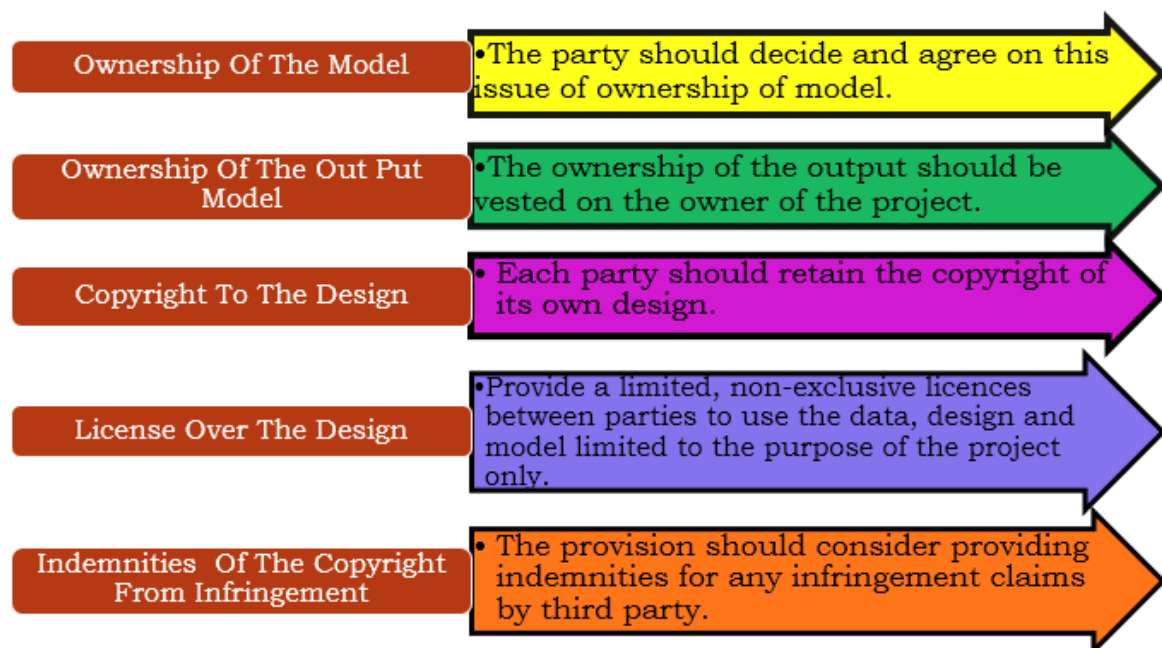 Ownership Of The Model
•The party should decide and agree on this
issue of ownership of model.
Ownership Of The Out Put
Model
•The ownership of the output should be
vested on the owner of the project.
Copyright To The Design
• Each party should retain the copyright of
its own design.
License Over The Design
•Provide a limited, non-exclusive licences
between parties to use the data, design and
model limited to the purpose of the project
only.
Indemnities Of The Copyright
From Infringement
• The provision should consider providing
indemnities for any infringement claims
by third party.